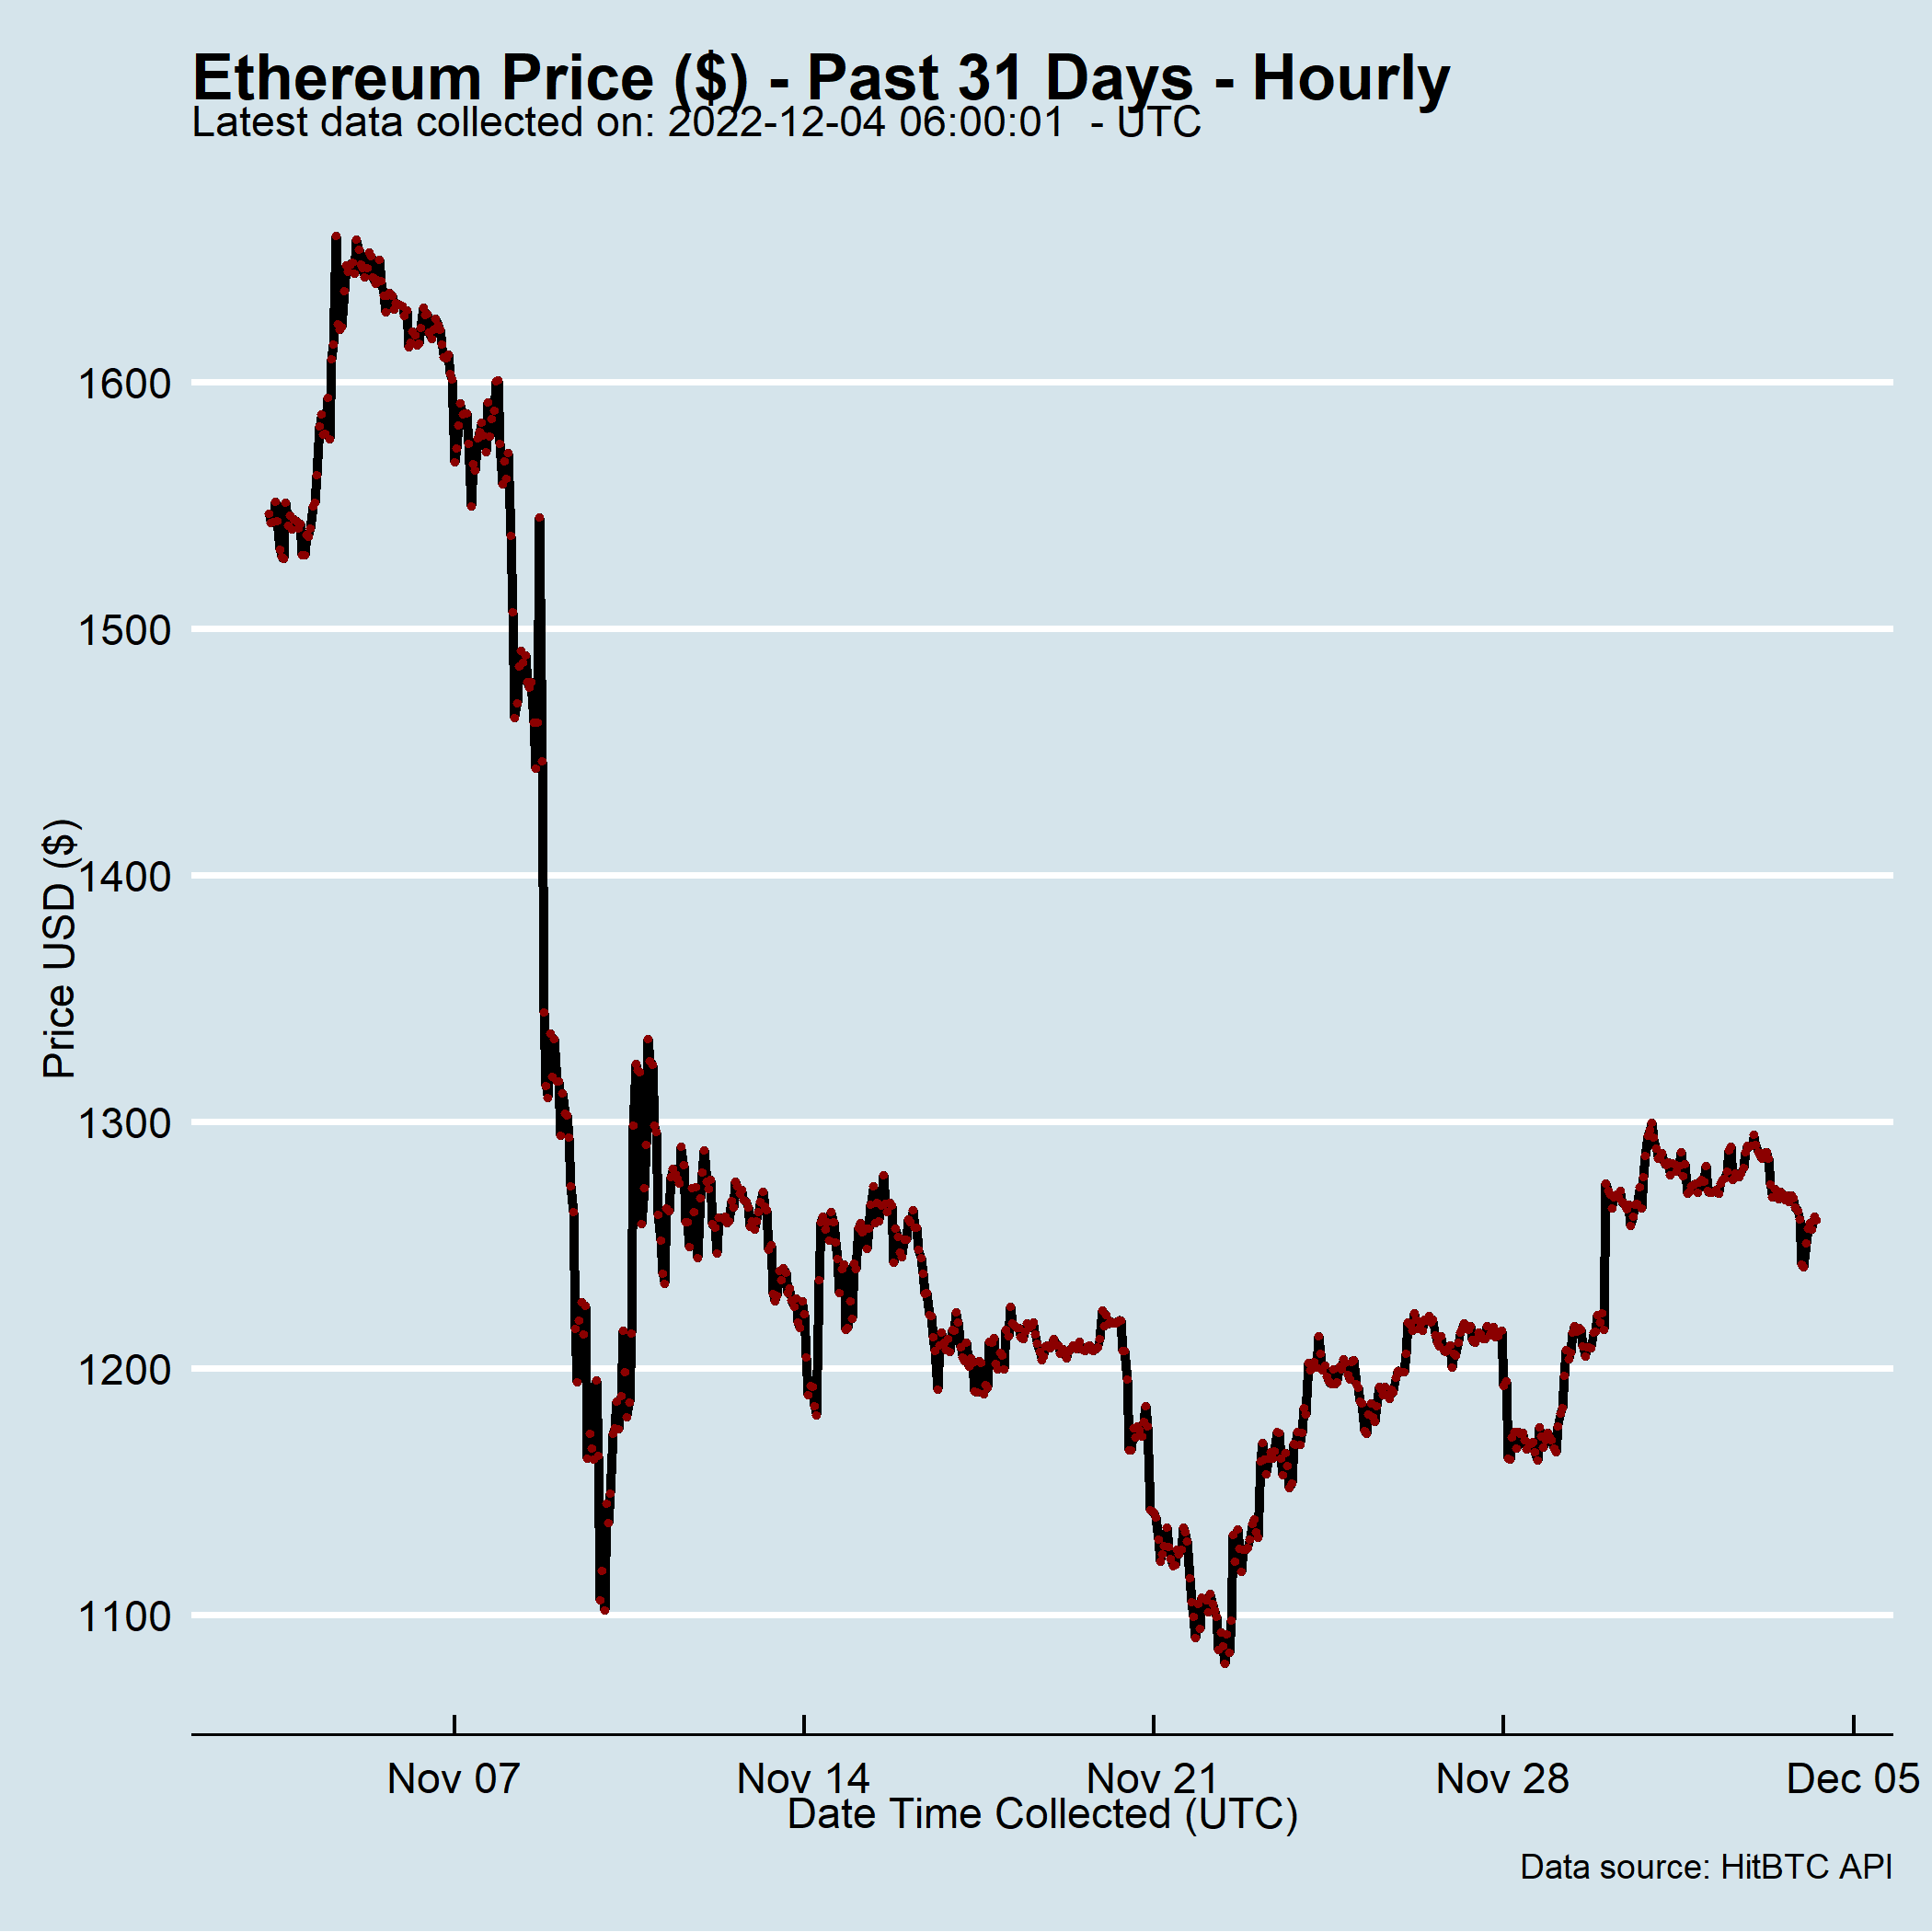 Ethereum Price ($) - Past 31 Days - Hourly
Latest data collected on: 2022-12-04 06:00:01  - UTC
Price USD ($)
1600
1500
1400
1300
1200
1100
Nov 07 Nov 14 Nov 21 Nov 28 Dec 05
Date Time Collected (UTC)
Data source: HitBTC API